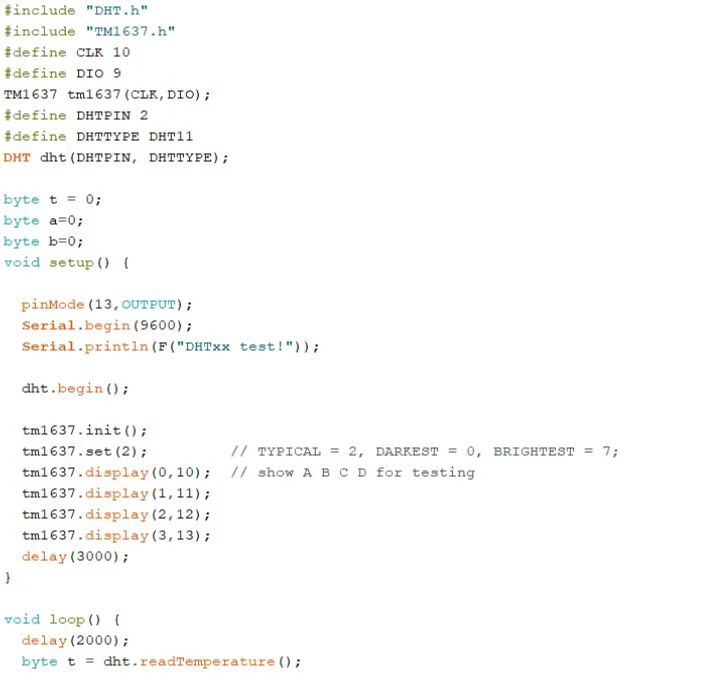 #include "DHT.h"
#include "TM1637.h"
#define CLK 10
#define DIO 9
TM1637 tm1637(CLK,DIO);
#define DHTPIN 2
#define DHTTYPE DHT11
DHT dht(DHTPIN, DHTTYPE);
byte t = 0;
byte a=0;
byte b=0;
void setup() {
pinMode(13,OUTPUT);
Serial.begin(9600);
Serial.println(F("DHTxx test!"));
dht.begin();
tm1637.init();
tm1637.set(2); // TYPICAL = 2, DARKEST = 0, BRIGHTEST = 7;
tm1637.display(0,10); // show A B C D for testing
tm1637.display(1,11);
tm1637.display(2,12);
tm1637.display(3,13);
delay(3000);
}
void loop() {
delay(2000);
byte t = dht.readTemperature();